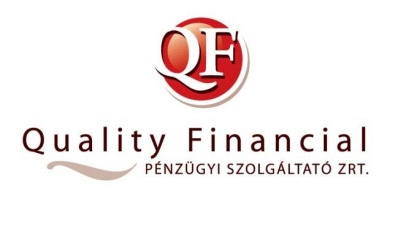 QF
Quality Financial
PÉNZÜGYI SZOLGÁLTATÓ ZRT.